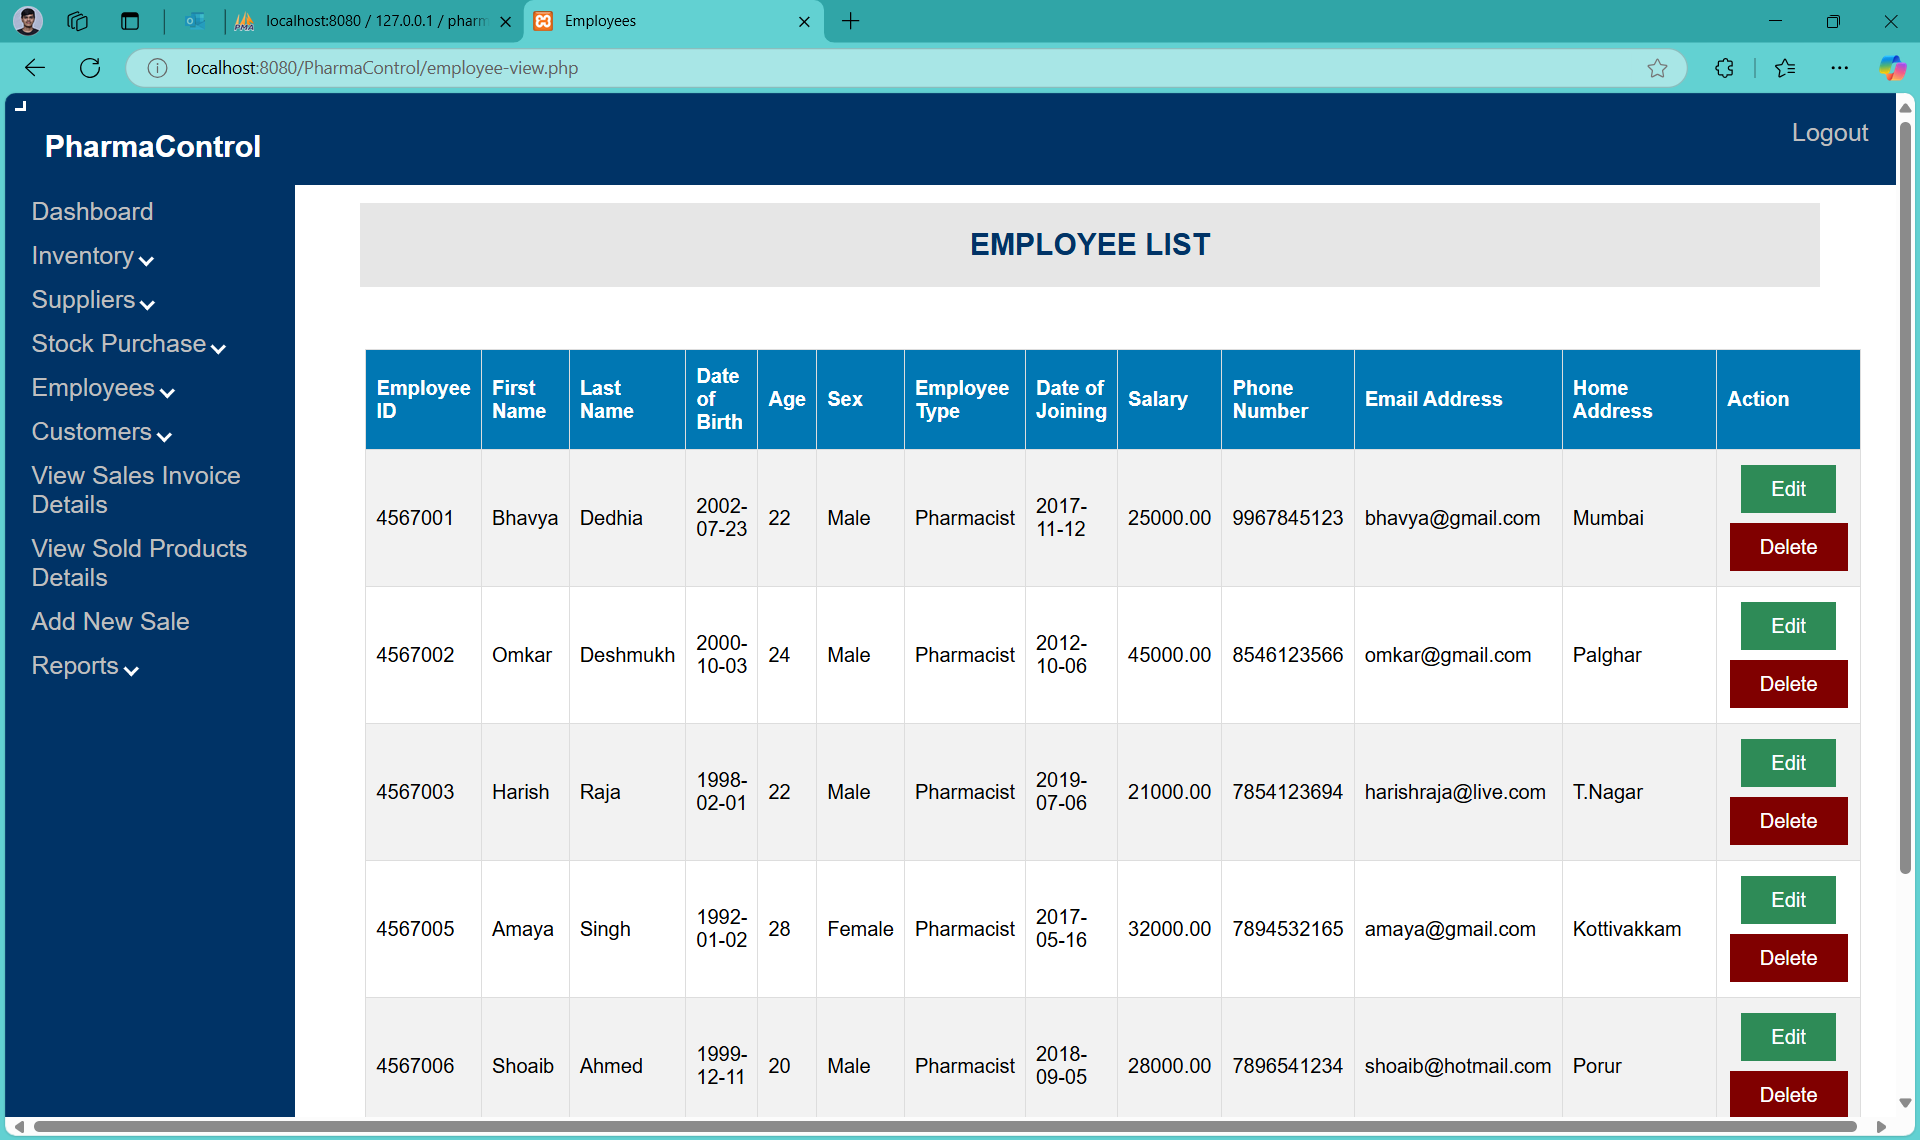 localhost:8080 / 127.0.0.1 / pharm
Employees
localhost:8080/PharmaControl/employee-view.php
PharmaControl
Logout
Dashboard
Inventory
Suppliers
Stock Purchase
Employees
Customers
View Sales Invoice
Details
View Sold Products
Details
Add New Sale
Reports
EMPLOYEE LIST
Employee ID First Name Last Name Date of Birth Age Sex Employee Type Date of Joining Salary Phone Number Email Address Home Address Action
4567001 Bhavya Dedhia 2002-07-23 22 Male Pharmacist 2017-11-12 25000.00 9967845123 bhavya@gmail.com Mumbai Edit Delete
4567002 Omkar Deshmukh 2000-10-03 24 Male Pharmacist 2012-10-06 45000.00 8546123566 omkar@gmail.com Palghar Edit Delete
4567003 Harish Raja 1998-02-01 22 Male Pharmacist 2019-07-06 21000.00 7854123694 harishraja@live.com T.Nagar Edit Delete
4567005 Amaya Singh 1992-01-02 28 Female Pharmacist 2017-05-16 32000.00 7894532165 amaya@gmail.com Kottivakkam Edit Delete
4567006 Shoaib Ahmed 1999-12-11 20 Male Pharmacist 2018-09-05 28000.00 7896541234 shoaib@hotmail.com Porur Edit Delete